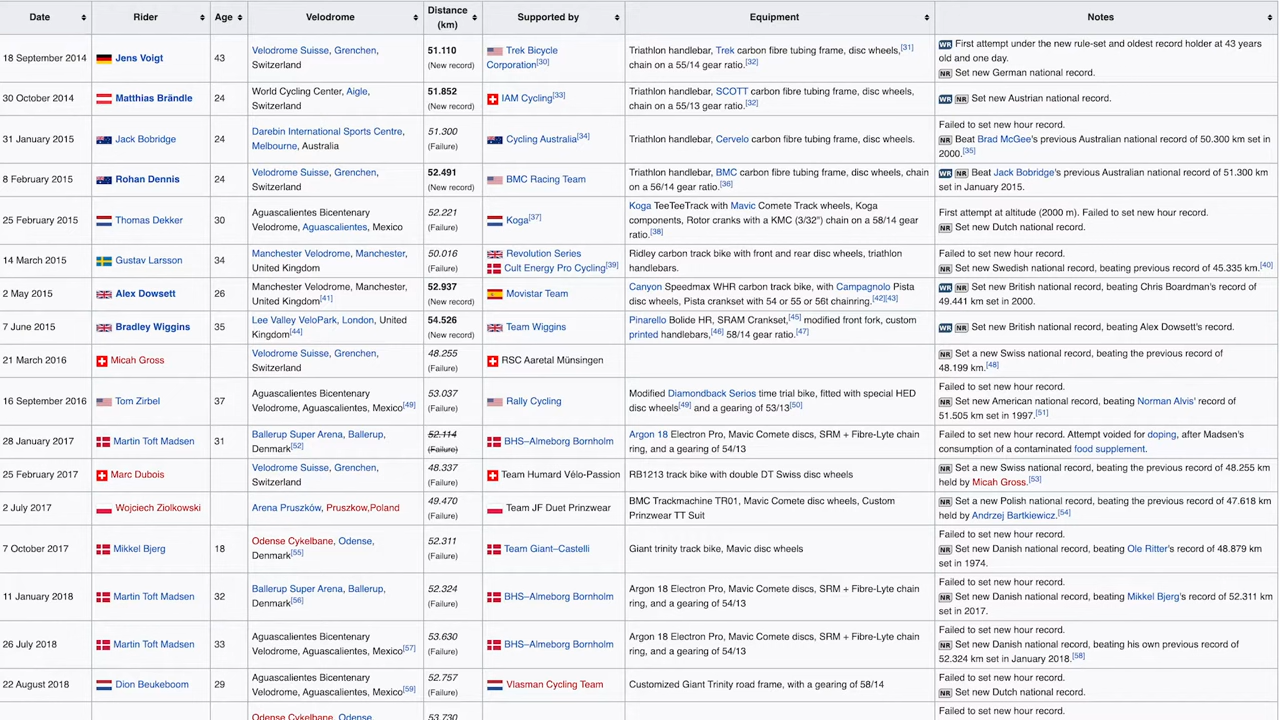 Date Rider Age Velodrome Distance (km) Supported by Equipment Notes
18 September 2014 Jens Voigt 43 Velodrome Suisse, Grenchen, Switzerland 51.110 (New record) Trek Bicycle Corporation[30] Triathlon handlebar, Trek carbon fibre tubing frame, disc wheels,[31] chain on a 55/14 gear ratio.[32] WR First attempt under the new rule-set and oldest record holder at 43 years old and one day. NR Set new German national record.
30 October 2014 Matthias Brändle 24 World Cycling Center, Aigle, Switzerland 51.852 (New record) IAM Cycling[33] Triathlon handlebar, SCOTT carbon fibre tubing frame, disc wheels, chain on a 55/13 gear ratio.[32] WR NR Set new Austrian national record.
31 January 2015 Jack Bobridge 24 Darebin International Sports Centre, Melbourne, Australia 51.300 (Failure) Cycling Australia[34] Triathlon handlebar, Cervelo carbon fibre tubing frame, disc wheels. Failed to set new hour record. NR Beat Brad McGee's previous Australian national record of 50.300 km set in 2000.[35]
8 February 2015 Rohan Dennis 24 Velodrome Suisse, Grenchen, Switzerland 52.491 (New record) BMC Racing Team Triathlon handlebar, BMC carbon fibre tubing frame, disc wheels, chain on a 56/14 gear ratio.[36] WR NR Beat Jack Bobridge's previous Australian national record of 51.300 km set in January 2015.
25 February 2015 Thomas Dekker 30 Aguascalientes Bicentenary Velodrome, Aguascalientes, Mexico 52.221 (Failure) Koga[37] Koga TeeTeeTrack with Mavic Comete Track wheels, Koga components, Rotor cranks with a KMC (3/32") chain on a 58/14 gear ratio.[38] First attempt at altitude (2000 m). Failed to set new hour record. NR Set new Dutch national record.
14 March 2015 Gustav Larsson 34 Manchester Velodrome, Manchester, United Kingdom 50.016 (Failure) Revolution Series Cult Energy Pro Cycling[39] Ridley carbon track bike with front and rear disc wheels, triathlon handlebars. Failed to set new hour record. NR Set new Swedish national record, beating previous record of 45.335 km.[40]
2 May 2015 Alex Dowsett 26 Manchester Velodrome, Manchester, United Kingdom[41] 52.937 (New record) Movistar Team Canyon Speedmax WHR carbon track bike, with Campagnolo Pista disc wheels, Pista crankset with 54 or 55 or 56t chainring.[42][43] WR NR Set new British national record, beating Chris Boardman's record of 49.441 km set in 2000.
7 June 2015 Bradley Wiggins 35 Lee Valley VeloPark, London, United Kingdom[44] 54.526 (New record) Team Wiggins Pinarello Bolide HR, SRAM Crankset,[45] modified front fork, custom printed handlebars,[46] 58/14 gear ratio.[47] WR NR Set new British national record, beating Alex Dowsett's record.
21 March 2016 Micah Gross Velodrome Suisse, Grenchen, Switzerland 48.255 (Failure) RSC Aaretal Münsingen NR Set a new Swiss national record, beating the previous record of 48.199 km.[48]
16 September 2016 Tom Zirbel 37 Aguascalientes Bicentenary Velodrome, Aguascalientes, Mexico[49] 53.037 (Failure) Rally Cycling Modified Diamondback Serios time trial bike, fitted with special HED disc wheels[49] and a gearing of 53/13[50] Failed to set new hour record. NR Set new American national record, beating Norman Alvis' record of 51.505 km in 1997.[51]
28 January 2017 Martin Toft Madsen 31 Ballerup Super Arena, Ballerup, Denmark[52] 52.114 (Failure) BHS–Almeborg Bornholm Argon 18 Electron Pro, Mavic Comete discs, SRM + Fibre-Lyte chain ring, and a gearing of 54/13 Failed to set new hour record. Attempt voided for doping, after Madsen's consumption of a contaminated food supplement.
25 February 2017 Marc Dubois Velodrome Suisse, Grenchen, Switzerland 48.337 (Failure) Team Humard Vélo-Passion RB1213 track bike with double DT Swiss disc wheels NR Set a new Swiss national record, beating the previous record of 48.255 km held by Micah Gross.[53]
2 July 2017 Wojciech Ziolkowski Arena Pruszków, Pruszkow,Poland 49.470 (Failure) Team JF Duet Prinzwear BMC Trackmachine TR01, Mavic Comete disc wheels, Custom Prinzwear TT Suit NR Set a new Polish national record, beating the previous record of 47.618 km held by Andrzej Bartkiewicz.[54]
7 October 2017 Mikkel Bjerg 18 Odense Cykelbane, Odense, Denmark[55] 52.311 (Failure) Team Giant–Castelli Giant trinity track bike, Mavic disc wheels Failed to set new hour record. NR Set new Danish national record, beating Ole Ritter's record of 48.879 km set in 1974.
11 January 2018 Martin Toft Madsen 32 Ballerup Super Arena, Ballerup, Denmark[56] 52.324 (Failure) BHS–Almeborg Bornholm Argon 18 Electron Pro, Mavic Comete discs, SRM + Fibre-Lyte chain ring, and a gearing of 54/13 Failed to set new hour record. NR Set new Danish national record, beating Mikkel Bjerg's record of 52.311 km set in 2017.
26 July 2018 Martin Toft Madsen 33 Aguascalientes Bicentenary Velodrome, Aguascalientes, Mexico[57] 53.630 (Failure) BHS–Almeborg Bornholm Argon 18 Electron Pro, Mavic Comete discs, SRM + Fibre-Lyte chain ring, and a gearing of 54/13 Failed to set new hour record. NR Set new Danish national record, beating his own previous record of 52.324 km set in January 2018.[58]
22 August 2018 Dion Beukeboom 29 Aguascalientes Bicentenary Velodrome, Aguascalientes, Mexico[59] 52.757 (Failure) Vlasman Cycling Team Customized Giant Trinity road frame, with a gearing of 58/14 Failed to set new hour record. NR Set new Dutch national record.
Odense Cykelbane, Odense, 53.730 Failed to set new hour record.